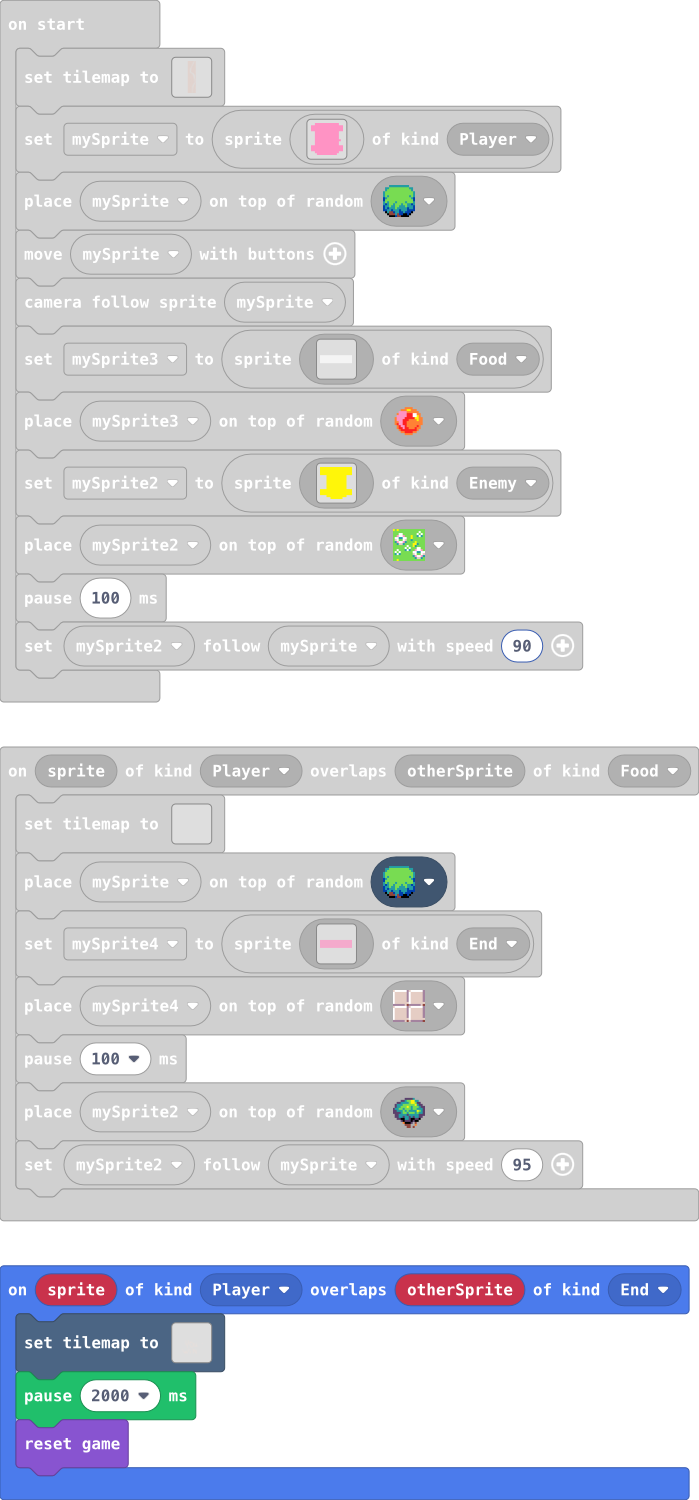 on start
set tilemap to
set mySprite to sprite of kind Player
place mySprite on top of random
move mySprite with buttons
camera follow sprite mySprite
set mySprite3 to sprite of kind Food
place mySprite3 on top of random
set mySprite2 to sprite of kind Enemy
place mySprite2 on top of random
pause 100 ms
set mySprite2 follow mySprite with speed 90
on sprite of kind Player overlaps otherSprite of kind Food
set tilemap to
place mySprite on top of random
set mySprite4 to sprite of kind End
place mySprite4 on top of random
pause 100 ms
place mySprite2 on top of random
set mySprite2 follow mySprite with speed 95
on sprite of kind Player overlaps otherSprite of kind End
set tilemap to
pause 2000 ms
reset game